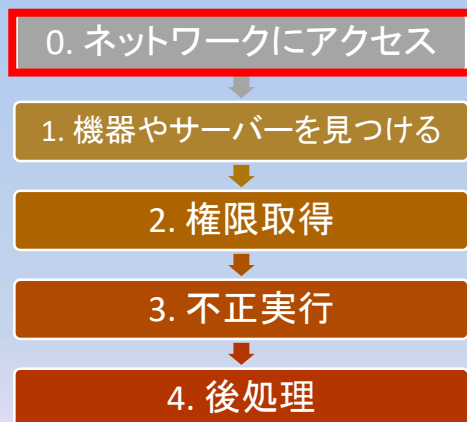 0. ネットワークにアクセス
1. 機器やサーバーを見つける
2. 権限取得
3. 不正実行
4. 後処理